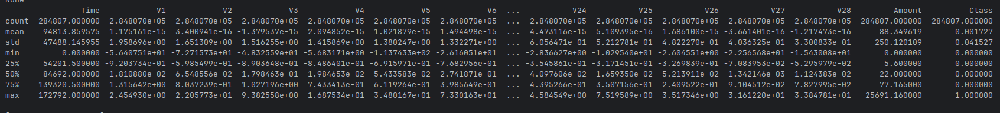 None
Time V1 V2 V3 V4 V5 V6 ... V24 V25 V26 V27 V28 Amount Class
count 284807.000000 2.848070e+05 2.848070e+05 2.848070e+05 2.848070e+05 2.848070e+05 2.848070e+05 ... 2.848070e+05 2.848070e+05 2.848070e+05 2.848070e+05 2.848070e+05 284807.000000 284807.000000
mean 94813.859575 1.175161e-15 3.400941e-16 -1.379537e-15 2.094852e-15 1.021879e-15 1.494498e-15 ... 4.473116e-15 5.109395e-16 1.686100e-15 -3.661401e-16 -1.217473e-16 88.349619 0.001727
std 47488.145955 1.958696e+00 1.651309e+00 1.516255e+00 1.415869e+00 1.380247e+00 1.332271e+00 ... 6.056471e-01 5.212781e-01 4.822270e-01 4.036325e-01 3.300833e-01 250.120109 0.041527
min 0.000000 -5.640751e+01 -7.271573e+01 -4.832559e+01 -5.683171e+00 -1.137433e+02 -2.616051e+01 ... -2.836627e+00 -1.029540e+01 -2.604551e+00 -2.256568e+01 -1.543008e+01 0.000000 0.000000
25% 54201.500000 -9.203734e-01 -5.985499e-01 -8.903648e-01 -8.486401e-01 -6.915971e-01 -7.682956e-01 ... -3.545861e-01 -3.171451e-01 -3.269839e-01 -7.083953e-02 -5.295979e-02 5.600000 0.000000
50% 84692.000000 1.810880e-02 6.548556e-02 1.798463e-01 -1.984653e-02 -5.433583e-02 -2.741871e-01 ... 4.097606e-02 1.659350e-02 -5.213911e-02 1.342146e-03 1.124383e-02 22.000000 0.000000
75% 139320.500000 1.315642e+00 8.037239e-01 1.027196e+00 7.433413e-01 6.119264e-01 3.985649e-01 ... 4.395266e-01 3.507156e-01 2.409522e-01 9.104512e-02 7.827995e-02 77.165000 0.000000
max 172792.000000 2.454930e+00 2.205773e+01 9.382558e+00 1.687534e+01 3.480167e+01 7.330163e+01 ... 4.584549e+00 7.519589e+00 3.517346e+00 3.161220e+01 3.384781e+01 25691.160000 1.000000